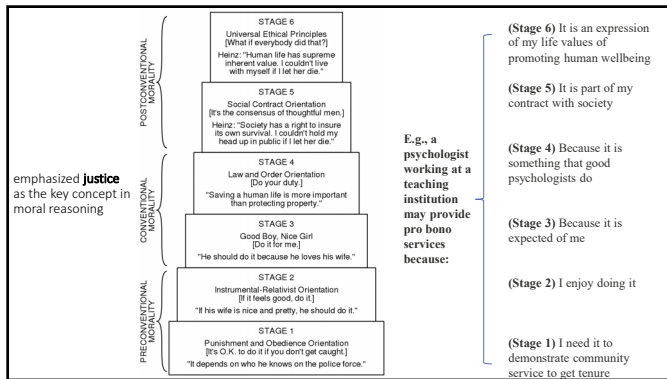 emphasized justice
as the key concept in
moral reasoning
POSTCONVENTIONAL
MORALITY
CONVENTIONAL
MORALITY
PRECONVENTIONAL
MORALITY
STAGE 6
Universal Ethical Principles
[What if everybody did that?]
Heinz: "Human life has supreme
inherent value. I couldn't live
with myself if I let her die."
STAGE 5
Social Contract Orientation
[It's the consensus of thoughtful men.]
Heinz: "Society has a right to insure
its own survival. I couldn't hold my
head up in public if I let her die."
STAGE 4
Law and Order Orientation
[Do your duty.]
"Saving a human life is more important
than protecting property."
STAGE 3
Good Boy, Nice Girl
[Do it for me.]
"He should do it because he loves his wife."
STAGE 2
Instrumental-Relativist Orientation
[If it feels good, do it.]
"If his wife is nice and pretty, he should do it."
STAGE 1
Punishment and Obedience Orientation
[It's O.K. to do it if you don't get caught.]
"It depends on who he knows on the police force."
E.g., a
psychologist
working at a
teaching
institution
may provide
pro bono
services
because:
(Stage 6) It is an expression
of my life values of
promoting human wellbeing
(Stage 5) It is part of my
contract with society
(Stage 4) Because it is
something that good
psychologists do
(Stage 3) Because it is
expected of me
(Stage 2) I enjoy doing it
(Stage 1) I need it to
demonstrate community
service to get tenure